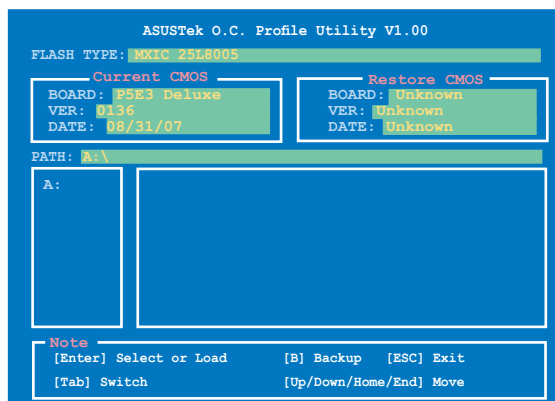 ASUSTek O.C. Profile Utility V1.00
FLASH TYPE: MXIC 25L8005
Current CMOS
BOARD: P5E3 Deluxe
VER: 0136
DATE: 08/31/07
Restore CMOS
BOARD: Unknown
VER: Unknown
DATE: Unknown
PATH: A:\
A:
Note
[Enter] Select or Load [B] Backup [ESC] Exit
[Tab] Switch [Up/Down/Home/End] Move